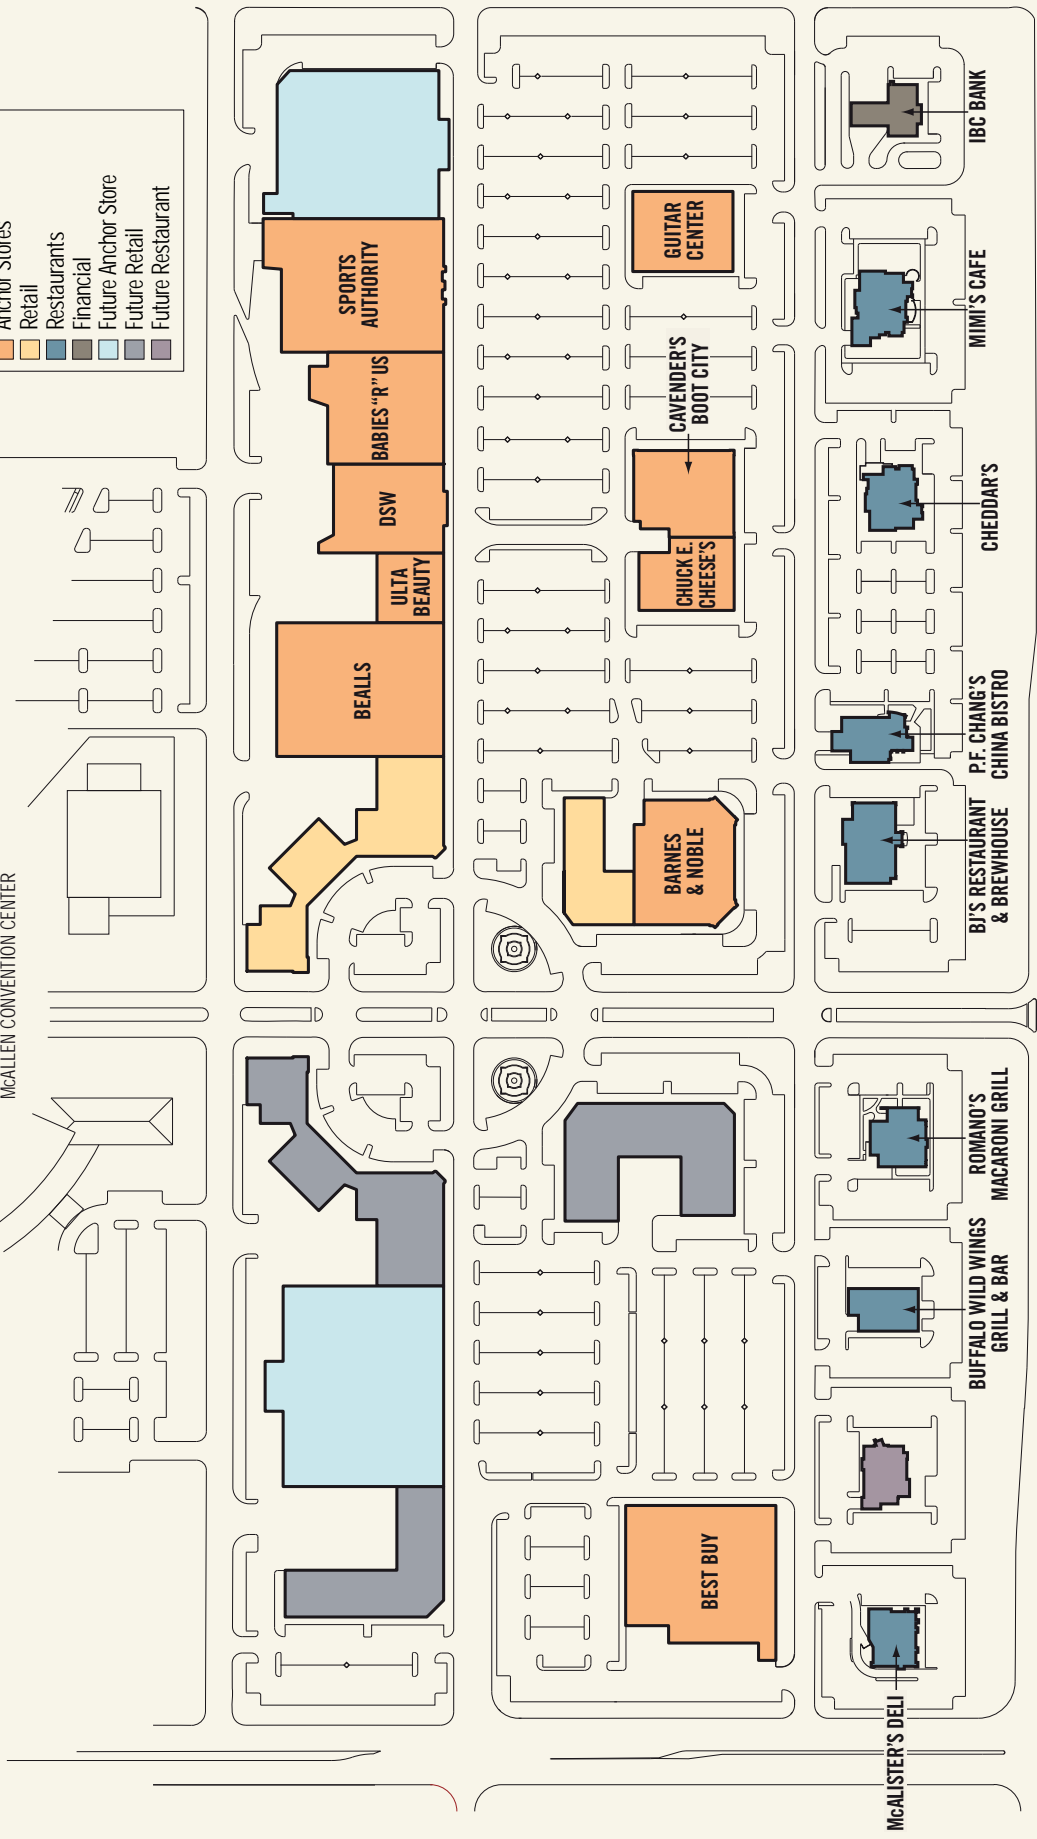 Anchor Stores
Retail
Restaurants
Financial
Future Anchor Store
Future Retail
Future Restaurant
McALLEN CONVENTION CENTER
BEALLS
ULTA
BEAUTY
DSW
BABIES “R” US
SPORTS
AUTHORITY
BEST BUY
BARNES
& NOBLE
CHUCK E.
CHEESE'S
CAVENDER'S
BOOT CITY
GUITAR
CENTER
McALISTER'S DELI
BUFFALO WILD WINGS
GRILL & BAR
ROMANO'S
MACARONI GRILL
BJ'S RESTAURANT
& BREWHOUSE
P.F. CHANG'S
CHINA BISTRO
CHEDDAR'S
MIMI'S CAFE
IBC BANK